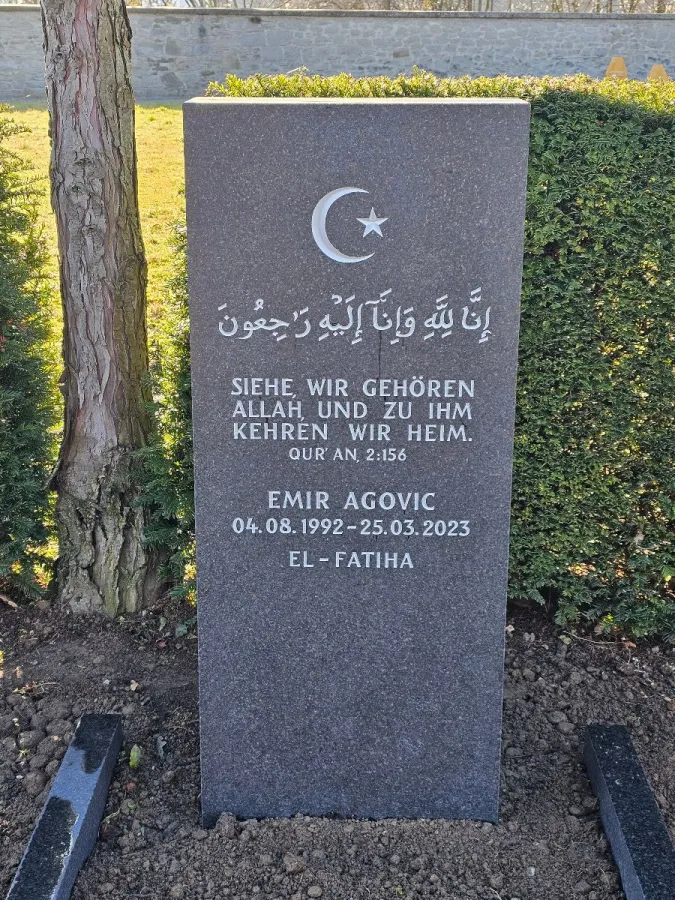 إِنَّا لِلَّهِ وَإِنَّآ إِلَيْهِ رَٰجِعُونَ
SIEHE, WIR GEHÖREN
ALLAH, UND ZU IHM
KEHREN WIR HEIM.
QUR'AN, 2:156
EMIR AGOVIC
04.08.1992-25.03.2023
EL-FATIHA